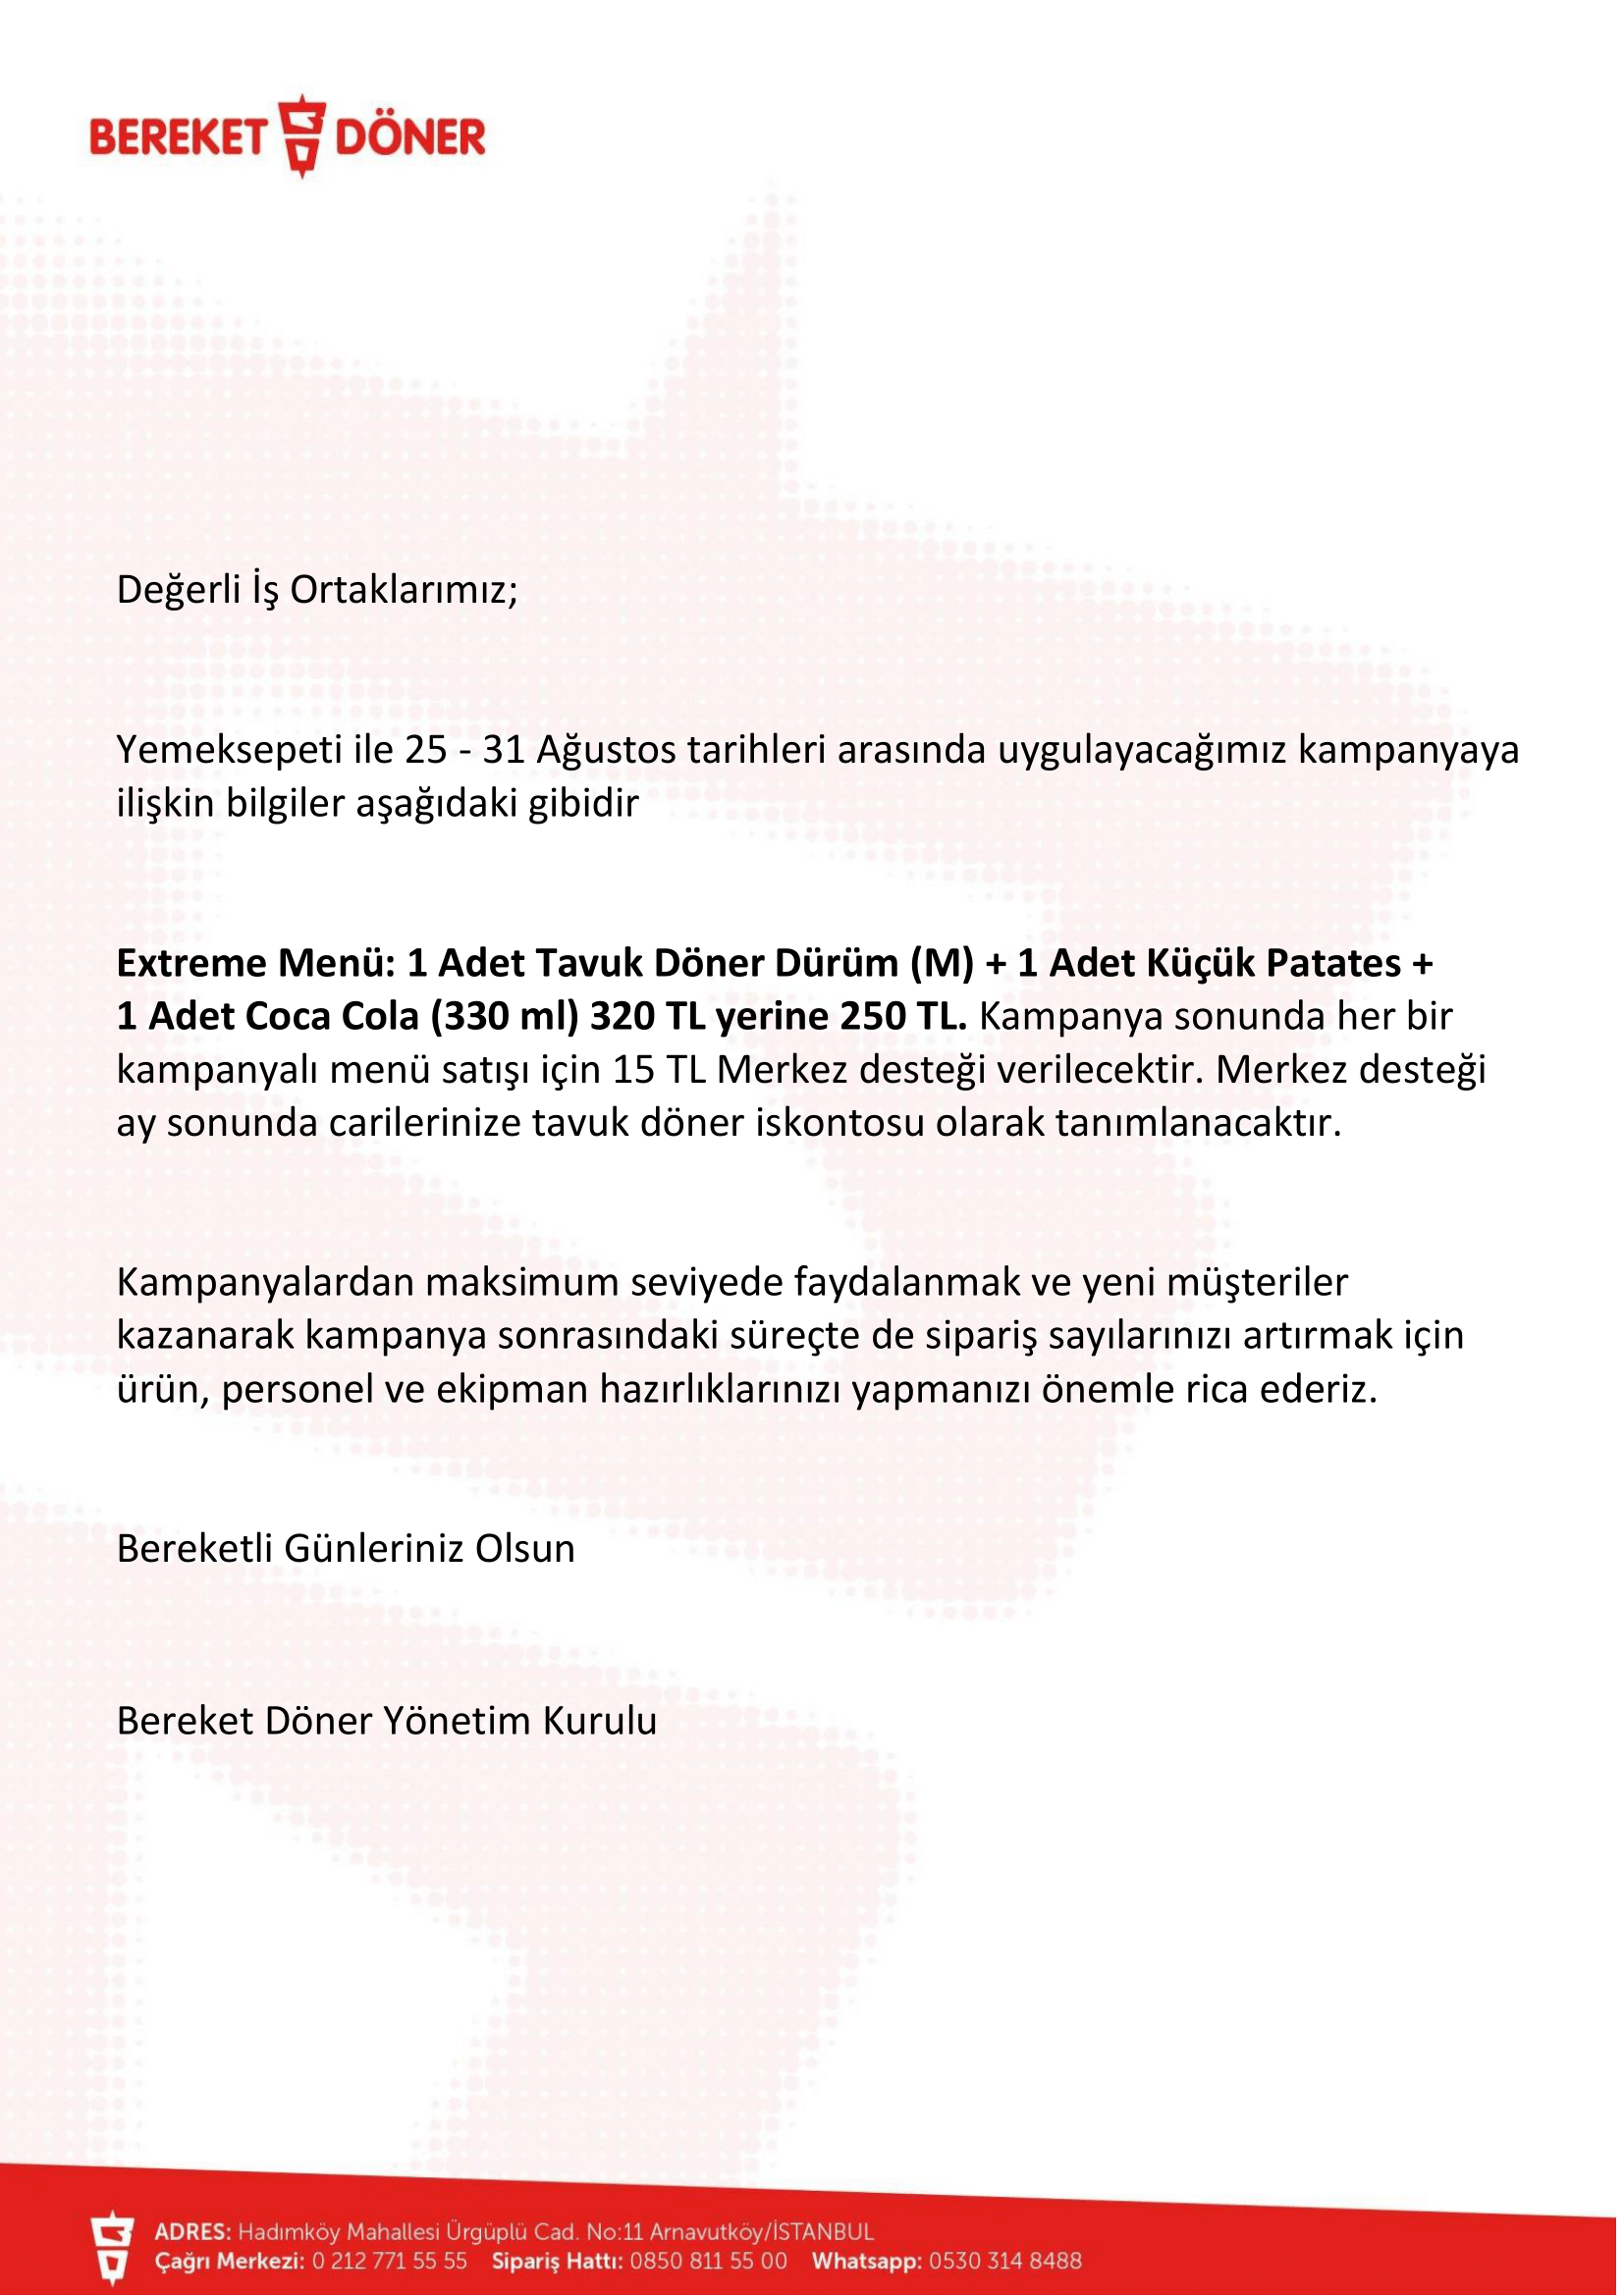 BEREKET DÖNER
Değerli İş Ortaklarımız;
Yemeksepeti ile 25 - 31 Ağustos tarihleri arasında uygulayacağımız kampanyaya
ilişkin bilgiler aşağıdaki gibidir
Extreme Menü: 1 Adet Tavuk Döner Dürüm (M) + 1 Adet Küçük Patates +
1 Adet Coca Cola (330 ml) 320 TL yerine 250 TL. Kampanya sonunda her bir
kampanyalı menü satışı için 15 TL Merkez desteği verilecektir. Merkez desteği
ay sonunda carilerinize tavuk döner iskontosu olarak tanımlanacaktır.
Kampanyalardan maksimum seviyede faydalanmak ve yeni müşteriler
kazanarak kampanya sonrasındaki süreçte de sipariş sayılarınızı artırmak için
ürün, personel ve ekipman hazırlıklarınızı yapmanızı önemle rica ederiz.
Bereketli Günleriniz Olsun
Bereket Döner Yönetim Kurulu
ADRES: Hadımköy Mahallesi Ürgüplü Cad. No:11 Arnavutköy/İSTANBUL
Çağrı Merkezi: 0 212 771 55 55 Sipariş Hattı: 0850 811 55 00 Whatsapp: 0530 314 8488